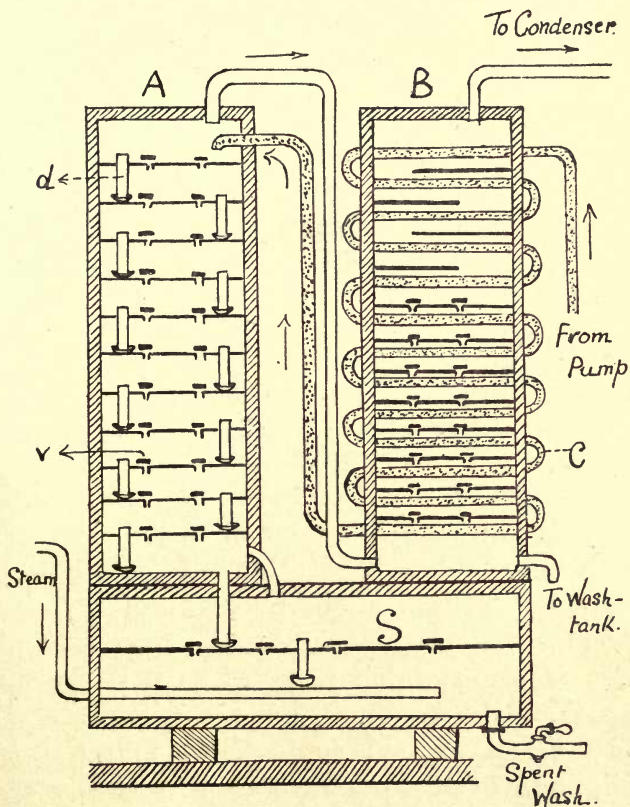 To Condenser.
A
B
d
From
Pump
v
C
Steam
To Wash-
tank.
S
Spent
Wash.